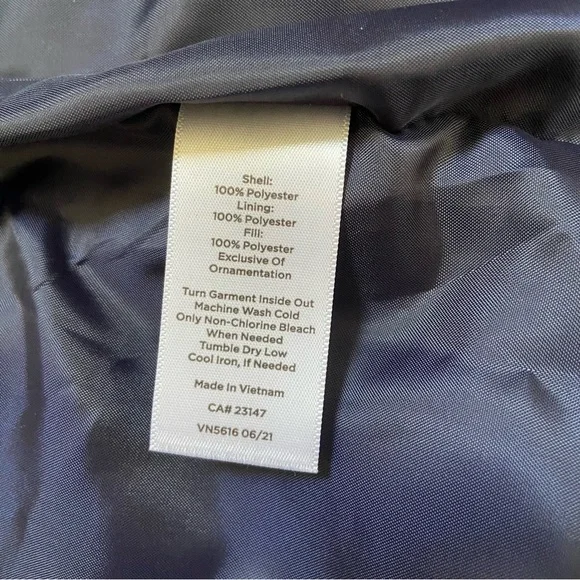 Shell:
100% Polyester
Lining:
100% Polyester
Fill:
100% Polyester
Exclusive Of
Ornamentation
Turn Garment Inside Out
Machine Wash Cold
Only Non-Chlorine Bleach
When Needed
Tumble Dry Low
Cool Iron, If Needed
Made In Vietnam
CA# 23147
VN5616 06/21